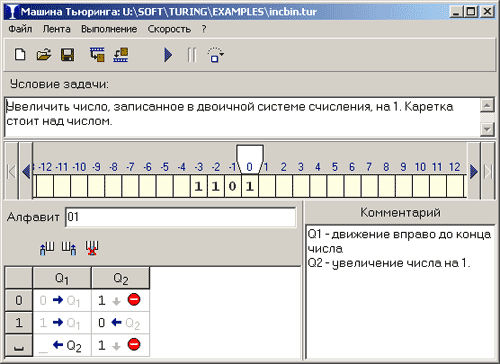 Машина Тьюринга: U:\SOFT\TURING\EXAMPLES\incbin.tur
Файл Лента Выполнение Скорость ?
Условие задачи:
Увеличить число, записанное в двоичной системе счисления, на 1. Каретка
стоит над числом.
-12 -11 -10 -9 -8 -7 -6 -5 -4 -3 -2 -1 0 1 2 3 4 5 6 7 8 9 10 11 12
1 1 0 1
Алфавит 01
Комментарий
Q1 - движение вправо до конца
числа
Q2 - увеличение числа на 1.
Q1 Q2
0 0 → Q1 1 ↓
1 1 → Q1 0 ← Q2
_ ← Q2 1 ↓